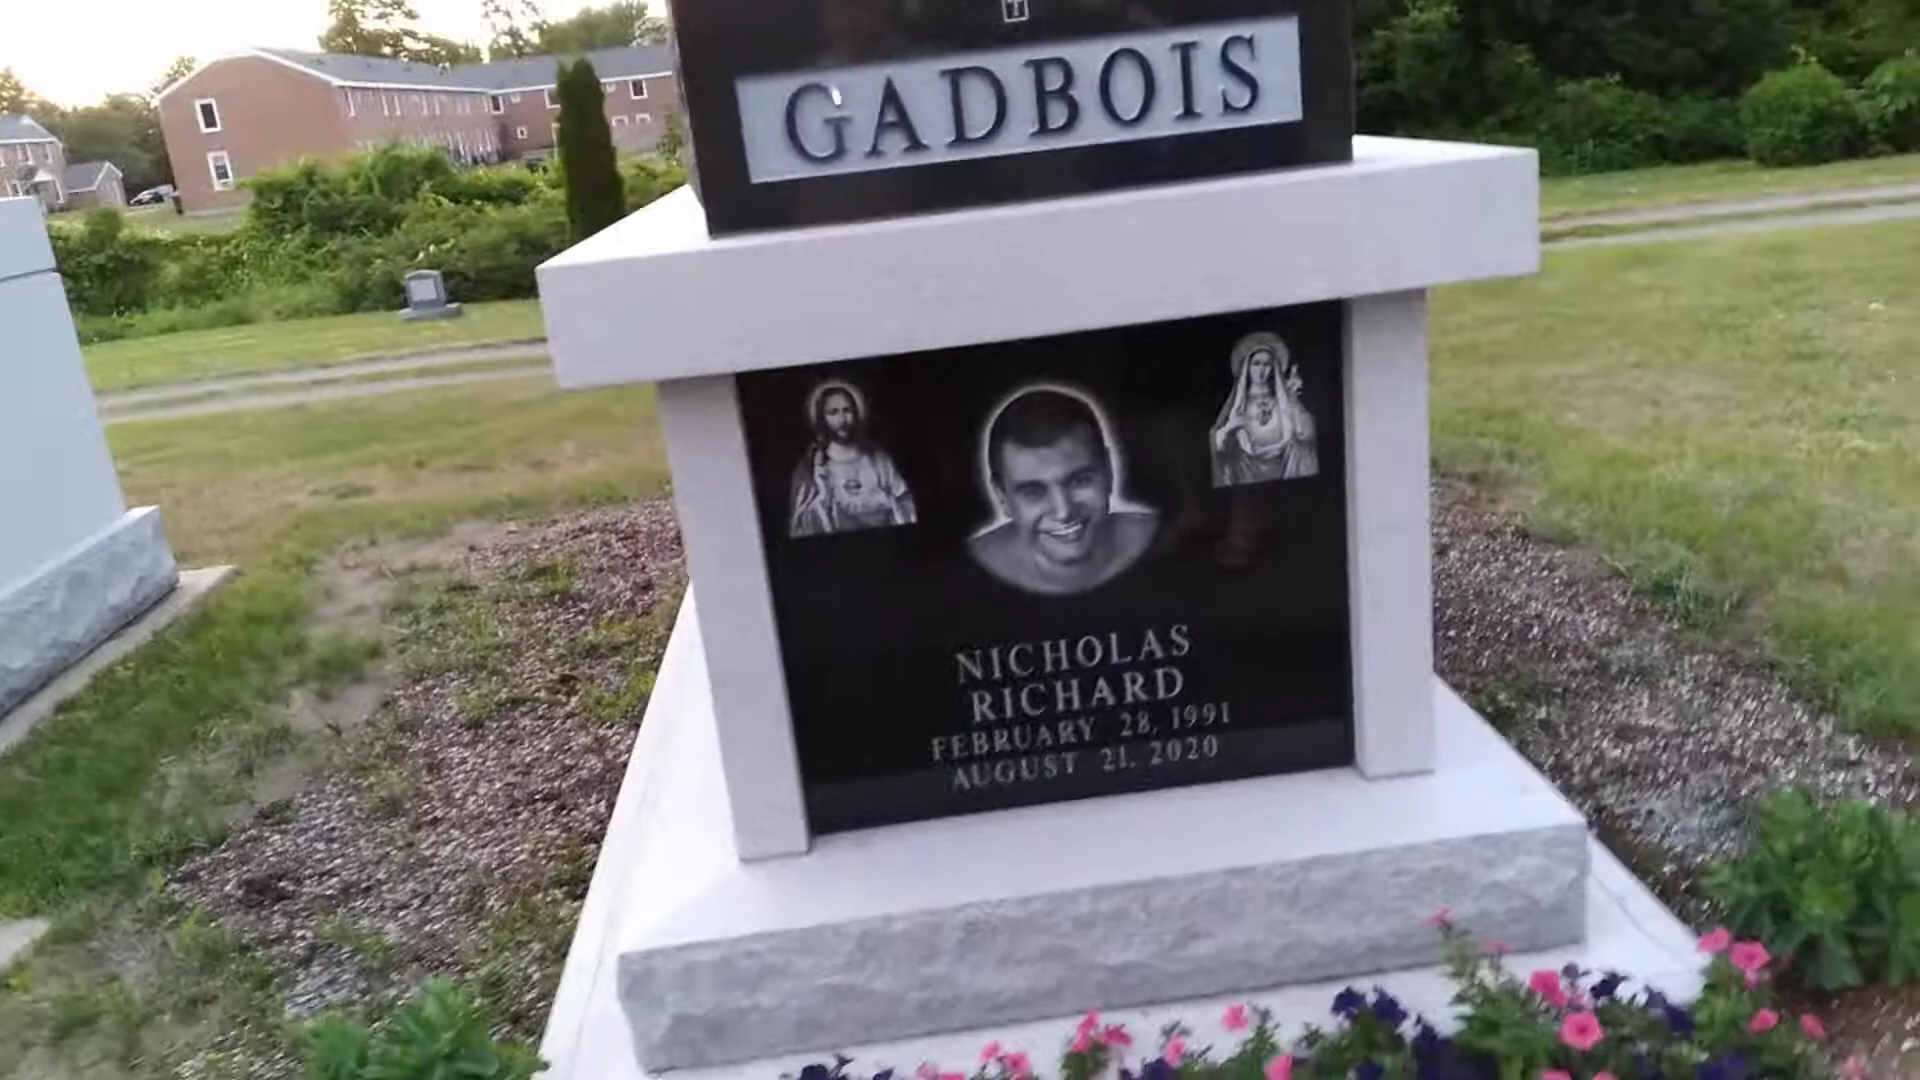 GADBOIS
NICHOLAS
RICHARD
FEBRUARY 28, 1991
AUGUST 21, 2020